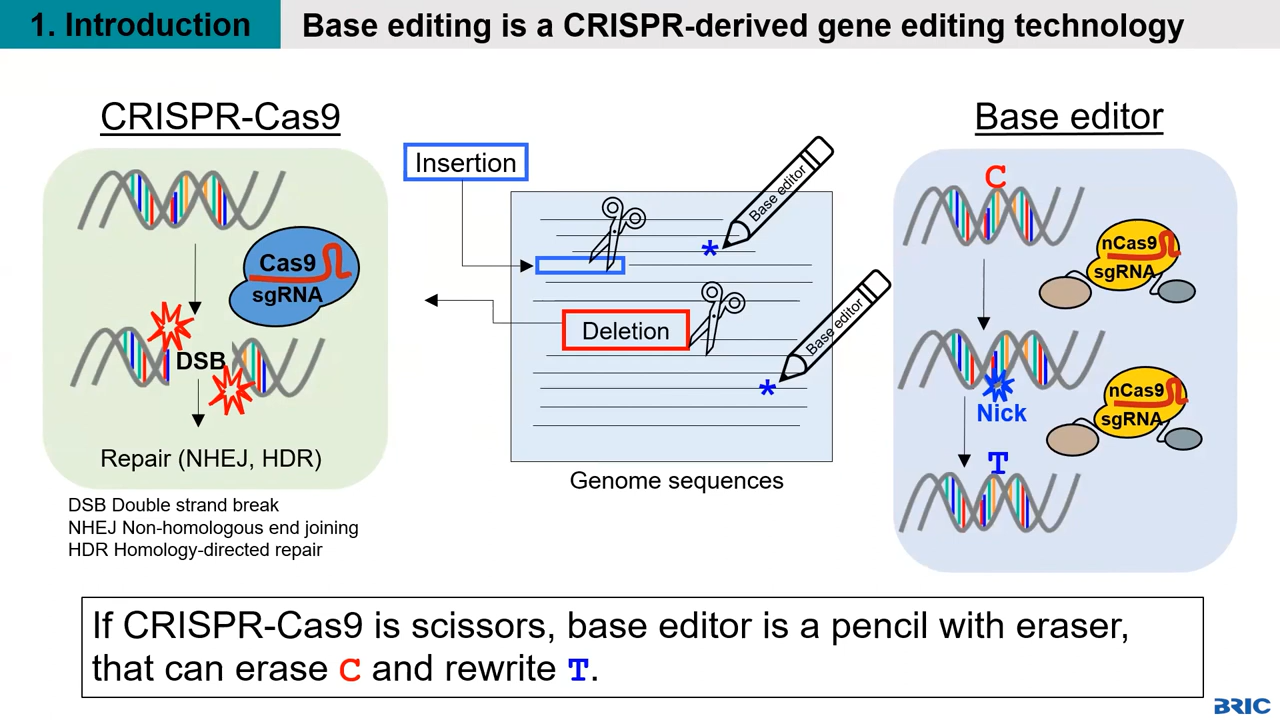 1. Introduction
Base editing is a CRISPR-derived gene editing technology
CRISPR-Cas9
Cas9
sgRNA
DSB
Repair (NHEJ, HDR)
DSB Double strand break
NHEJ Non-homologous end joining
HDR Homology-directed repair
Insertion
Base editor
*
Deletion
Base editor
*
Genome sequences
Base editor
C
nCas9
sgRNA
Nick
nCas9
sgRNA
T
If CRISPR-Cas9 is scissors, base editor is a pencil with eraser,
that can erase C and rewrite T.
BRIC